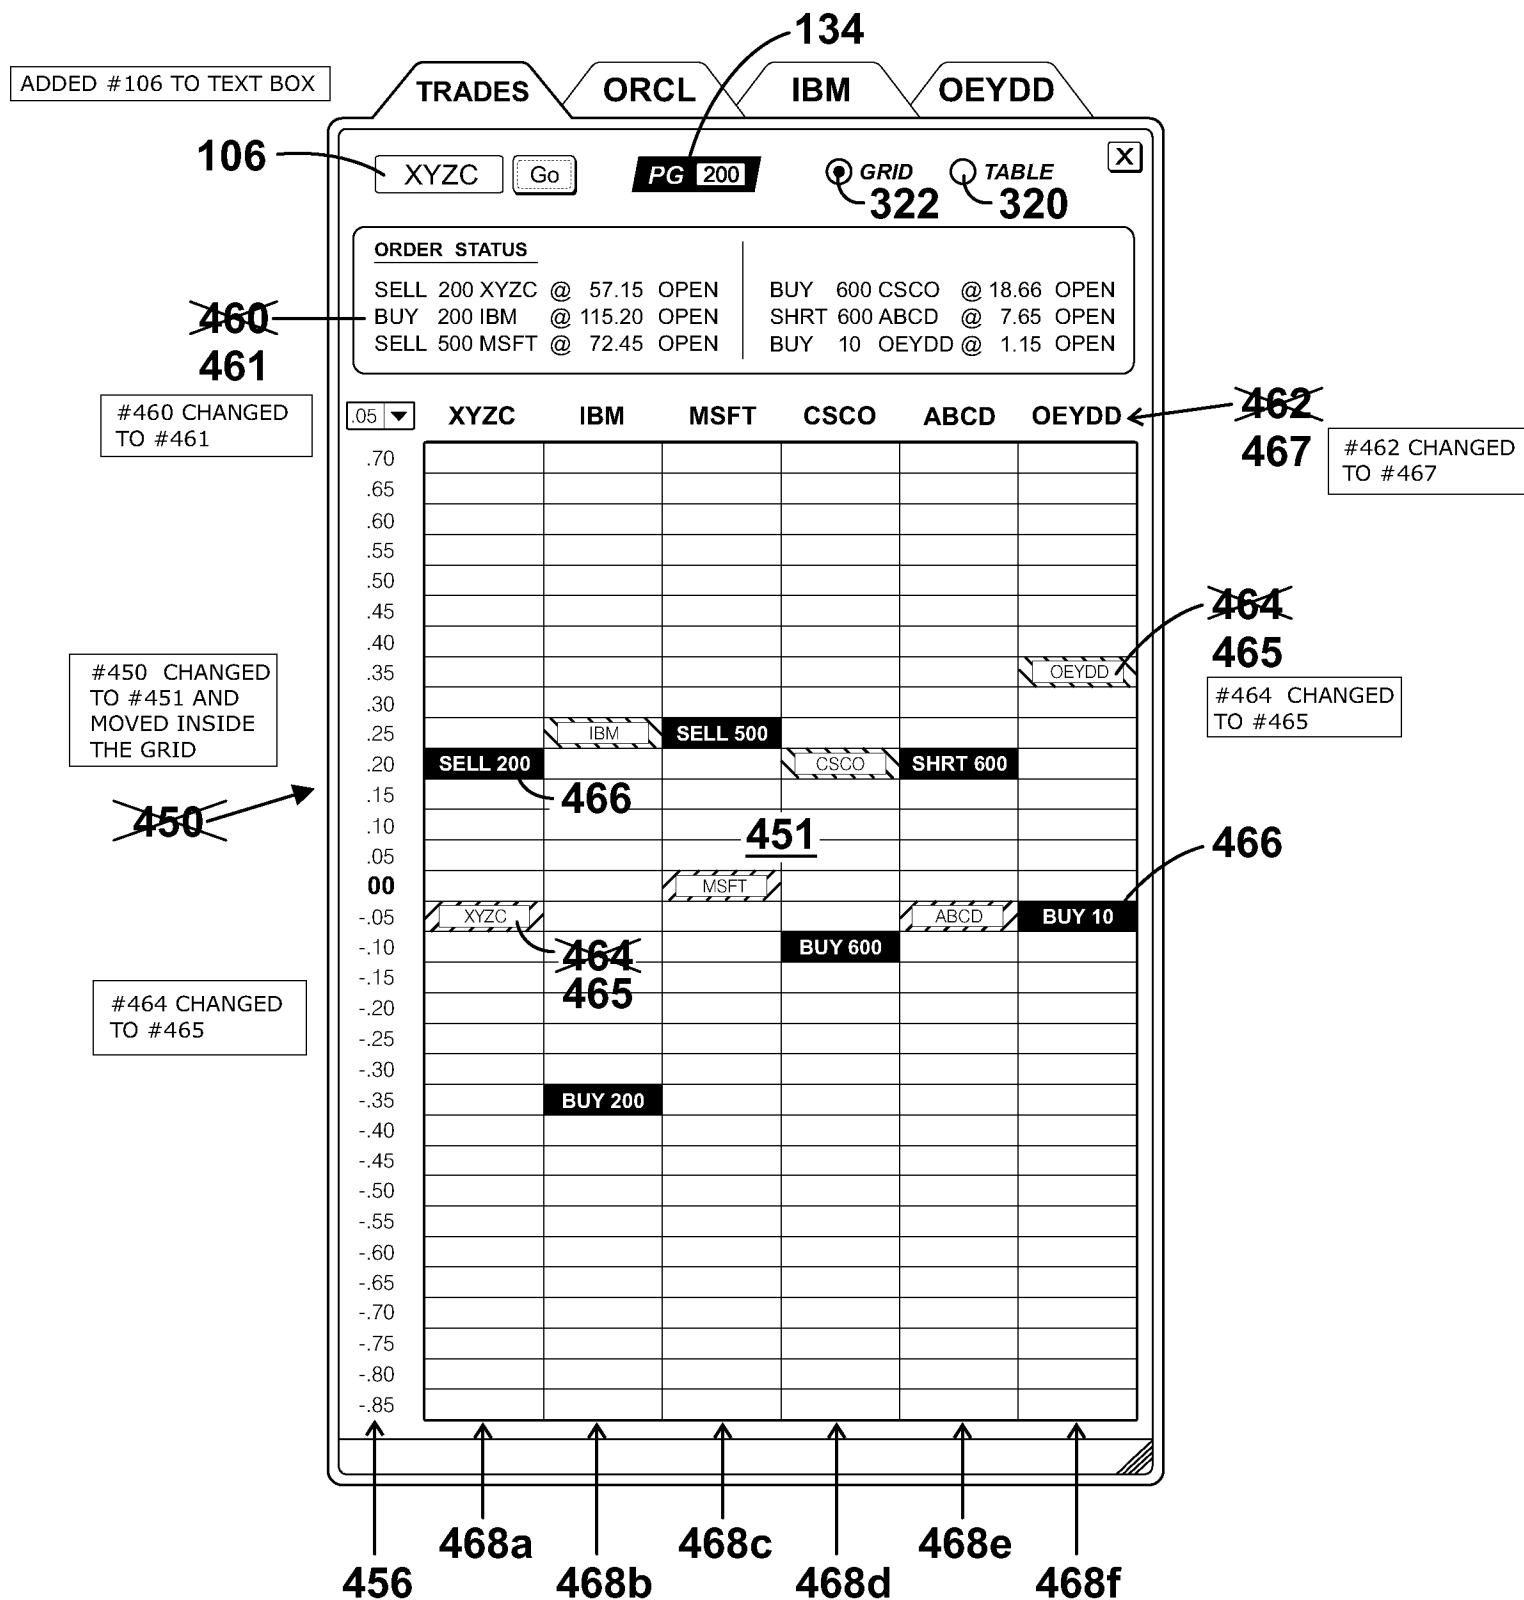 134
ADDED #106 TO TEXT BOX
TRADES ORCL IBM OEYDD
106 XYZC Go PG 200 GRID TABLE X
322 320
ORDER STATUS
SELL 200 XYZC @ 57.15 OPEN BUY 600 CSCO @ 18.66 OPEN
460 BUY 200 IBM @ 115.20 OPEN SHRT 600 ABCD @ 7.65 OPEN
461 SELL 500 MSFT @ 72.45 OPEN BUY 10 OEYDD @ 1.15 OPEN
#460 CHANGED
TO #461
.05 XYZC IBM MSFT CSCO ABCD OEYDD 462
467
#462 CHANGED
TO #467
.70
.65
.60
.55
.50
.45
.40
464
465
#464 CHANGED
TO #465
.35 OEYDD
.30
.25 IBM SELL 500
.20 SELL 200 CSCO SHRT 600
#450 CHANGED
TO #451 AND
MOVED INSIDE
THE GRID
450
.15 466
.10 451
.05 466
00 MSFT
-.05 XYZC ABCD BUY 10
-.10 464 BUY 600
-.15 465
-.20
#464 CHANGED
TO #465
-.25
-.30
-.35 BUY 200
-.40
-.45
-.50
-.55
-.60
-.65
-.70
-.75
-.80
-.85
468a 468c 468e
456 468b 468d 468f